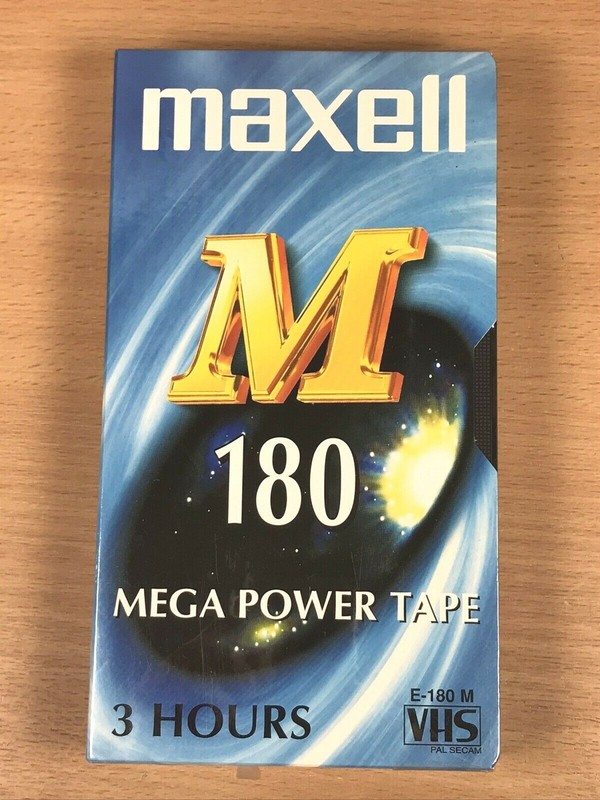 maxell
M
180
MEGA POWER TAPE
3 HOURS
E-180 M
VHS
PAL SECAM